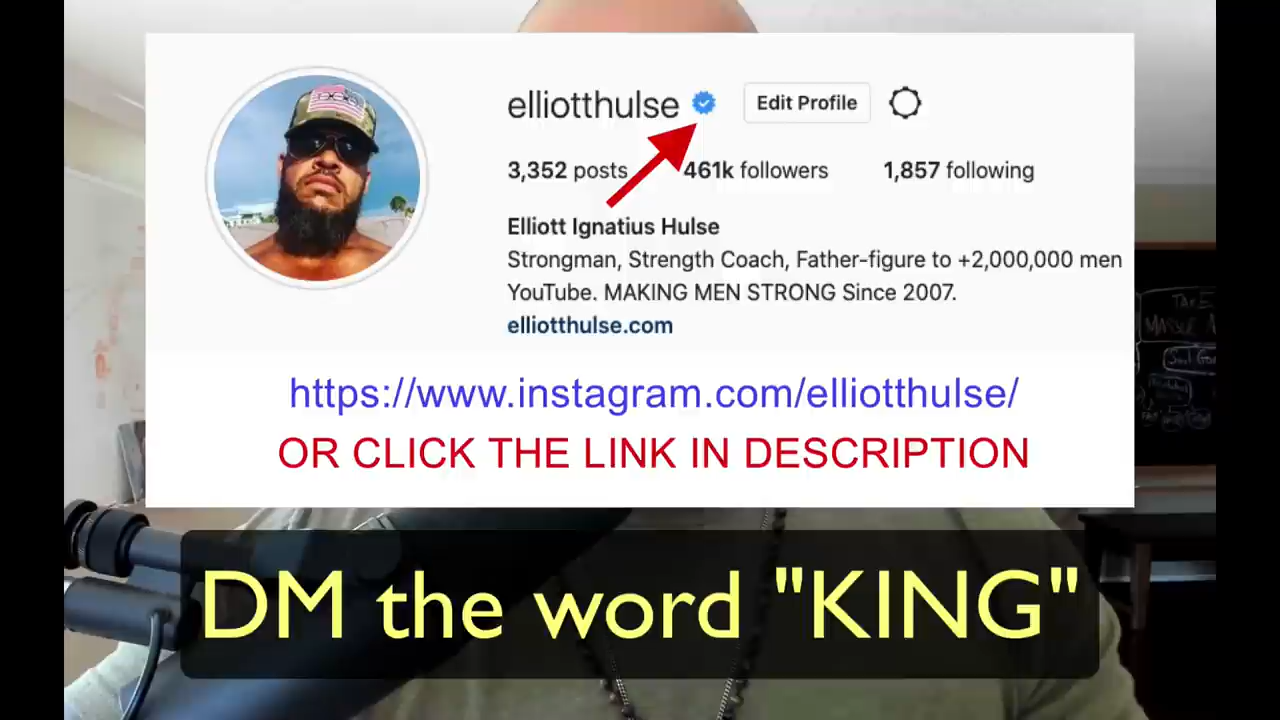 elliotthulse
Edit Profile
3,352 posts
461k followers
1,857 following
Elliott Ignatius Hulse
Strongman, Strength Coach, Father-figure to +2,000,000 men
YouTube. MAKING MEN STRONG Since 2007.
elliotthulse.com
https://www.instagram.com/elliotthulse/
OR CLICK THE LINK IN DESCRIPTION
DM the word "KING"